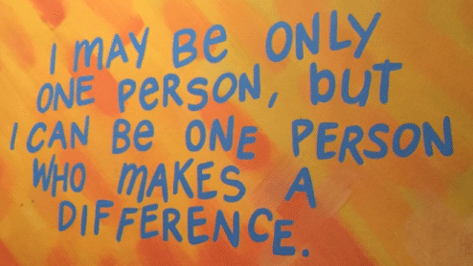 I mAY Be ONLY
ONE PeRSON, but
I CAN Be ONE PERSON
WHO mAKES A
DIFFERENCE.